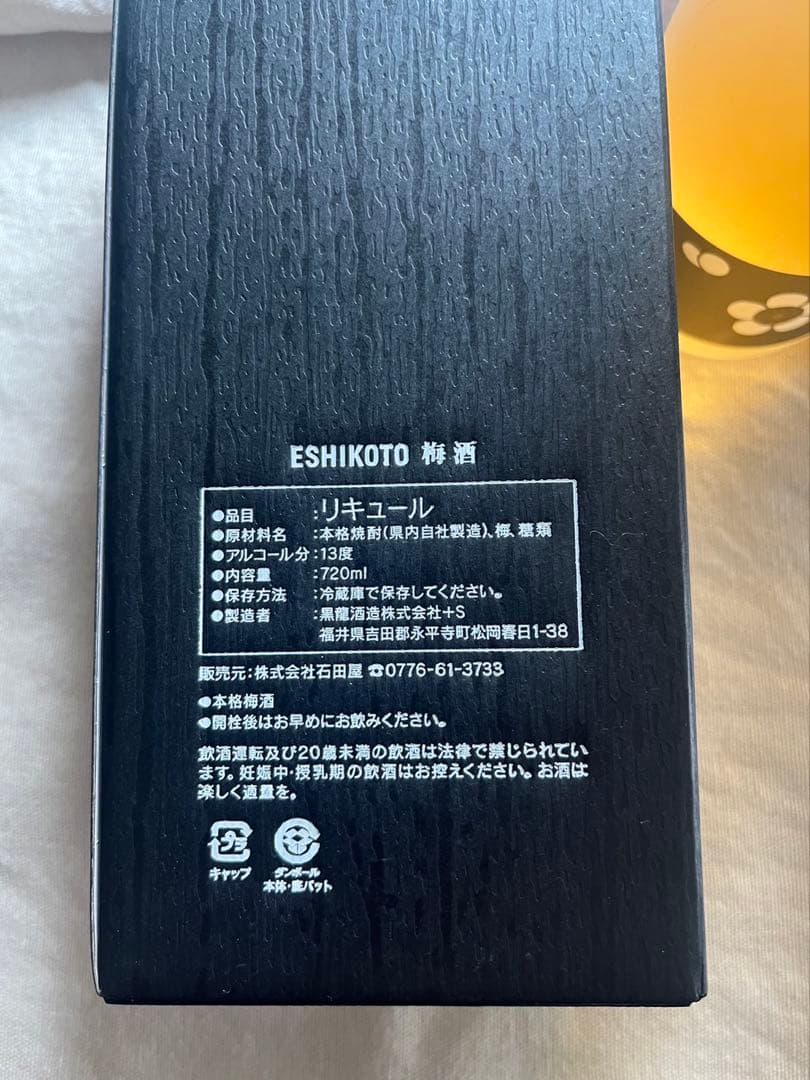 ESHIKOTO 梅酒
●品目　　　:リキュール
●原材料名　:本格焼酎(県内自社製造)、梅、糖類
●アルコール分:13度
●内容量　　:720ml
●保存方法　:冷蔵庫で保存してください。
●製造者　　:黒龍酒造株式会社+S
福井県吉田郡永平寺町松岡春日1-38
販売元:株式会社石田屋 ☎0776-61-3733
●本格梅酒
●開栓後はお早めにお飲みください。
飲酒運転及び20歳未満の飲酒は法律で禁じられてい
ます。妊娠中・授乳期の飲酒はお控えください。お酒は
楽しく適量を。
プラ
キャップ
ダンボール
本体・底パット